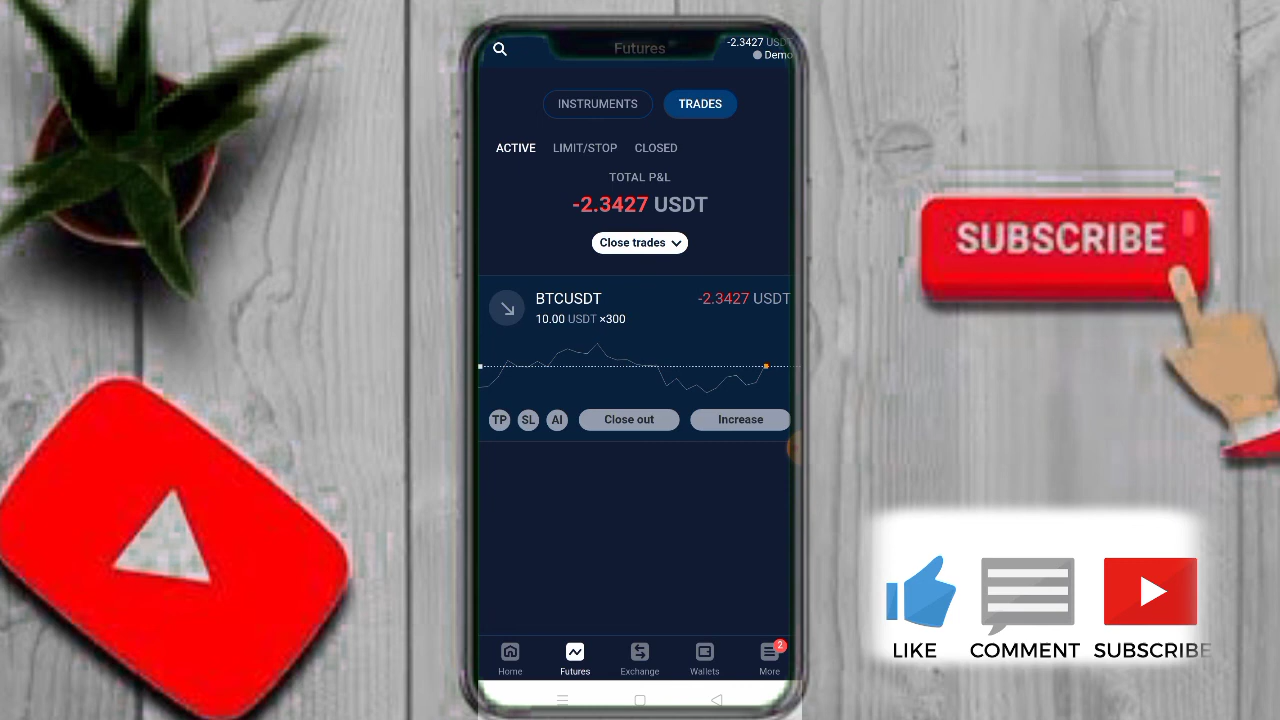 Futures
-2.3427 USDT
Demo
INSTRUMENTS TRADES
ACTIVE LIMIT/STOP CLOSED
TOTAL P&L
-2.3427 USDT
Close trades
BTCUSDT -2.3427 USDT
10.00 USDT ×300
TP SL AI Close out Increase
Home Futures Exchange Wallets More
2
SUBSCRIBE
LIKE COMMENT SUBSCRIBE